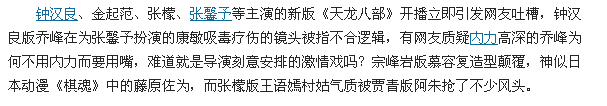 钟汉良、金起范、张檬、张馨予等主演的新版《天龙八部》开播立即引发网友吐槽，钟汉
良版乔峰在为张馨予扮演的康敏吸毒疗伤的镜头被指不合逻辑，有网友质疑内力高深的乔峰为
何不用内力而要用嘴，难道就是导演刻意安排的激情戏吗？宗峰岩版慕容复造型颠覆，神似日
本动漫《棋魂》中的藤原佐为，而张檬版王语嫣村姑气质被贾青版阿朱抢了不少风头。